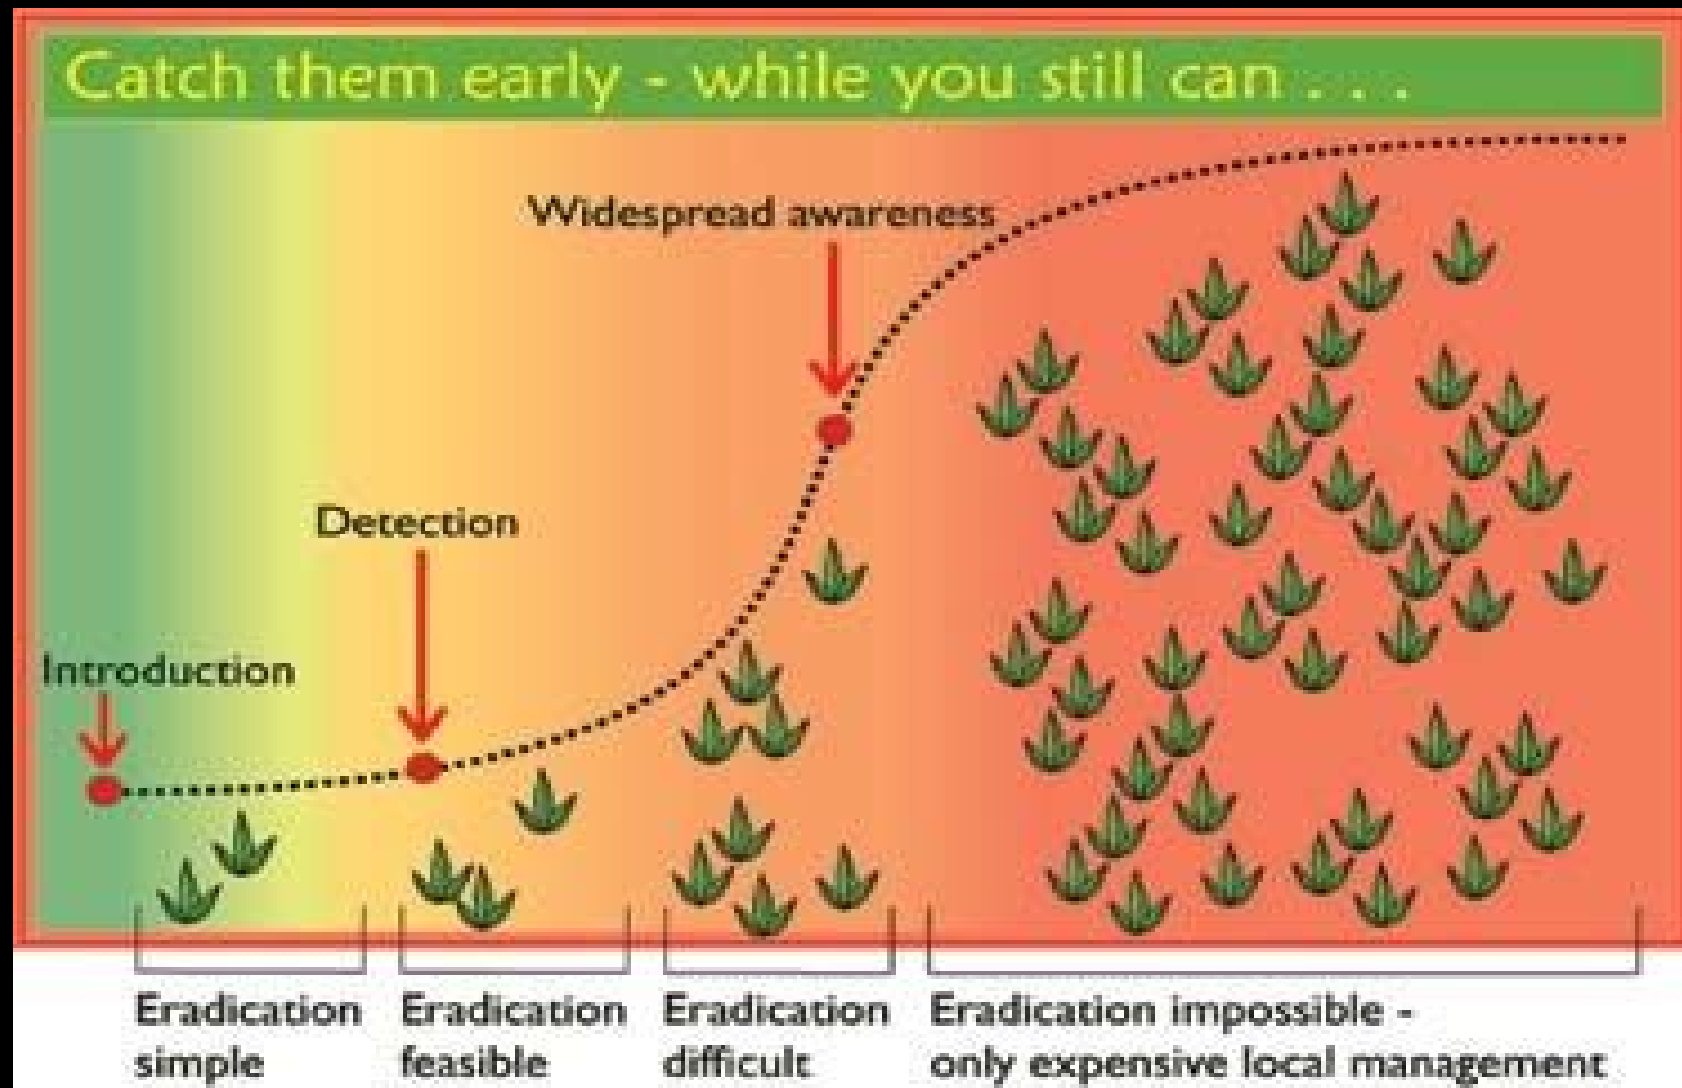 Catch them early - while you still can . . .
Widespread awareness
Detection
Introduction
Eradication
simple
Eradication
feasible
Eradication
difficult
Eradication impossible -
only expensive local management